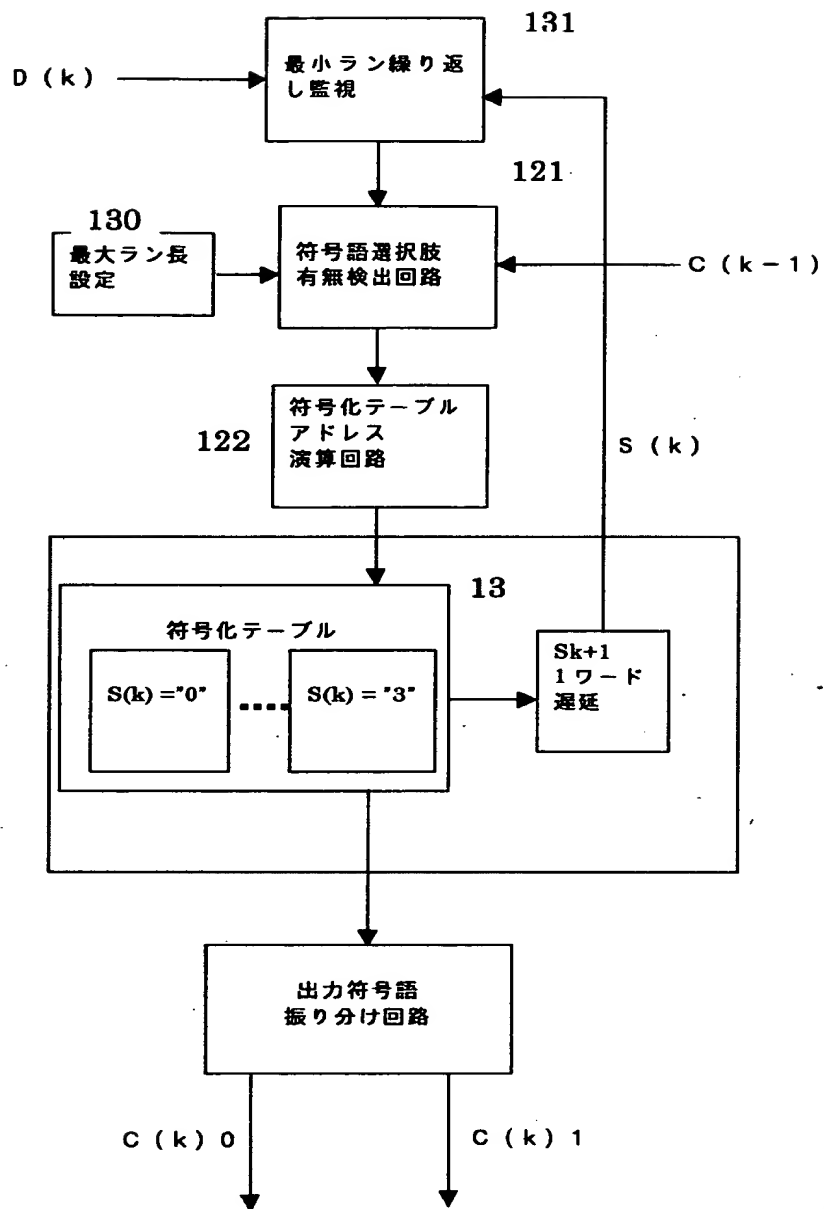 131
最小ラン繰り返
し監視
D (k)
121
130
最大ラン長
設定
符号語選択肢
有無検出回路
C (k-1)
122
符号化テーブル
アドレス
演算回路
S (k)
13
符号化テーブル
S(k) ="0"
S(k) = "3"
Sk+1
1ワード
遅延
出力符号語
振り分け回路
C (k) 0
C (k) 1